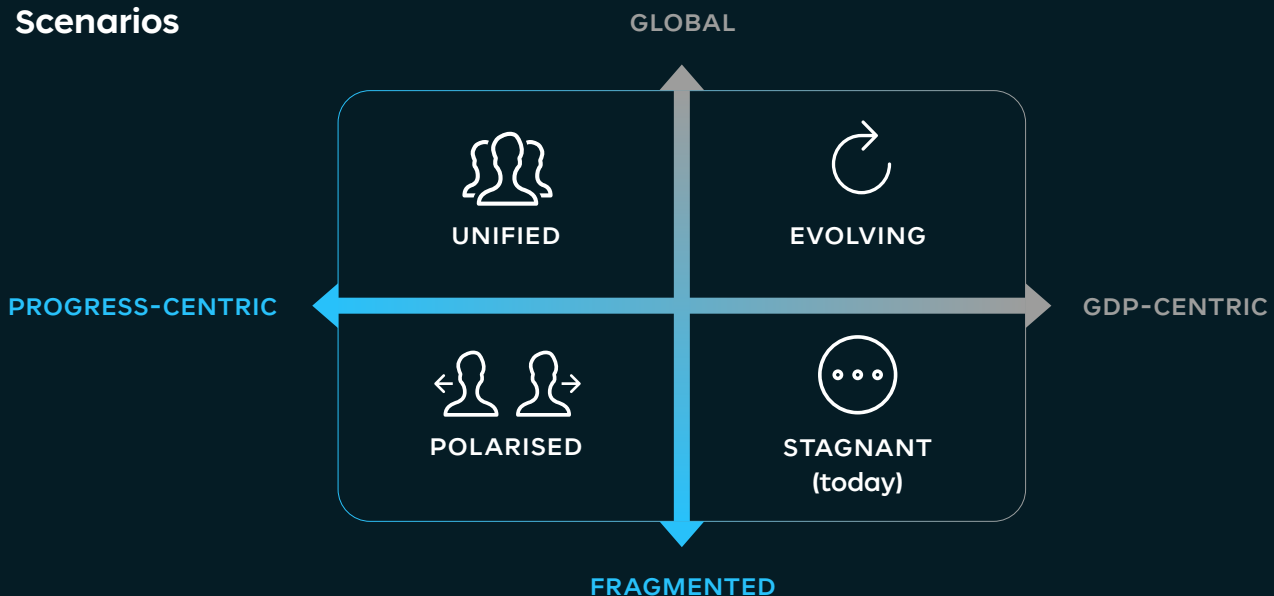 Scenarios
GLOBAL
UNIFIED
EVOLVING
PROGRESS-CENTRIC
GDP-CENTRIC
POLARISED
STAGNANT
(today)
FRAGMENTED